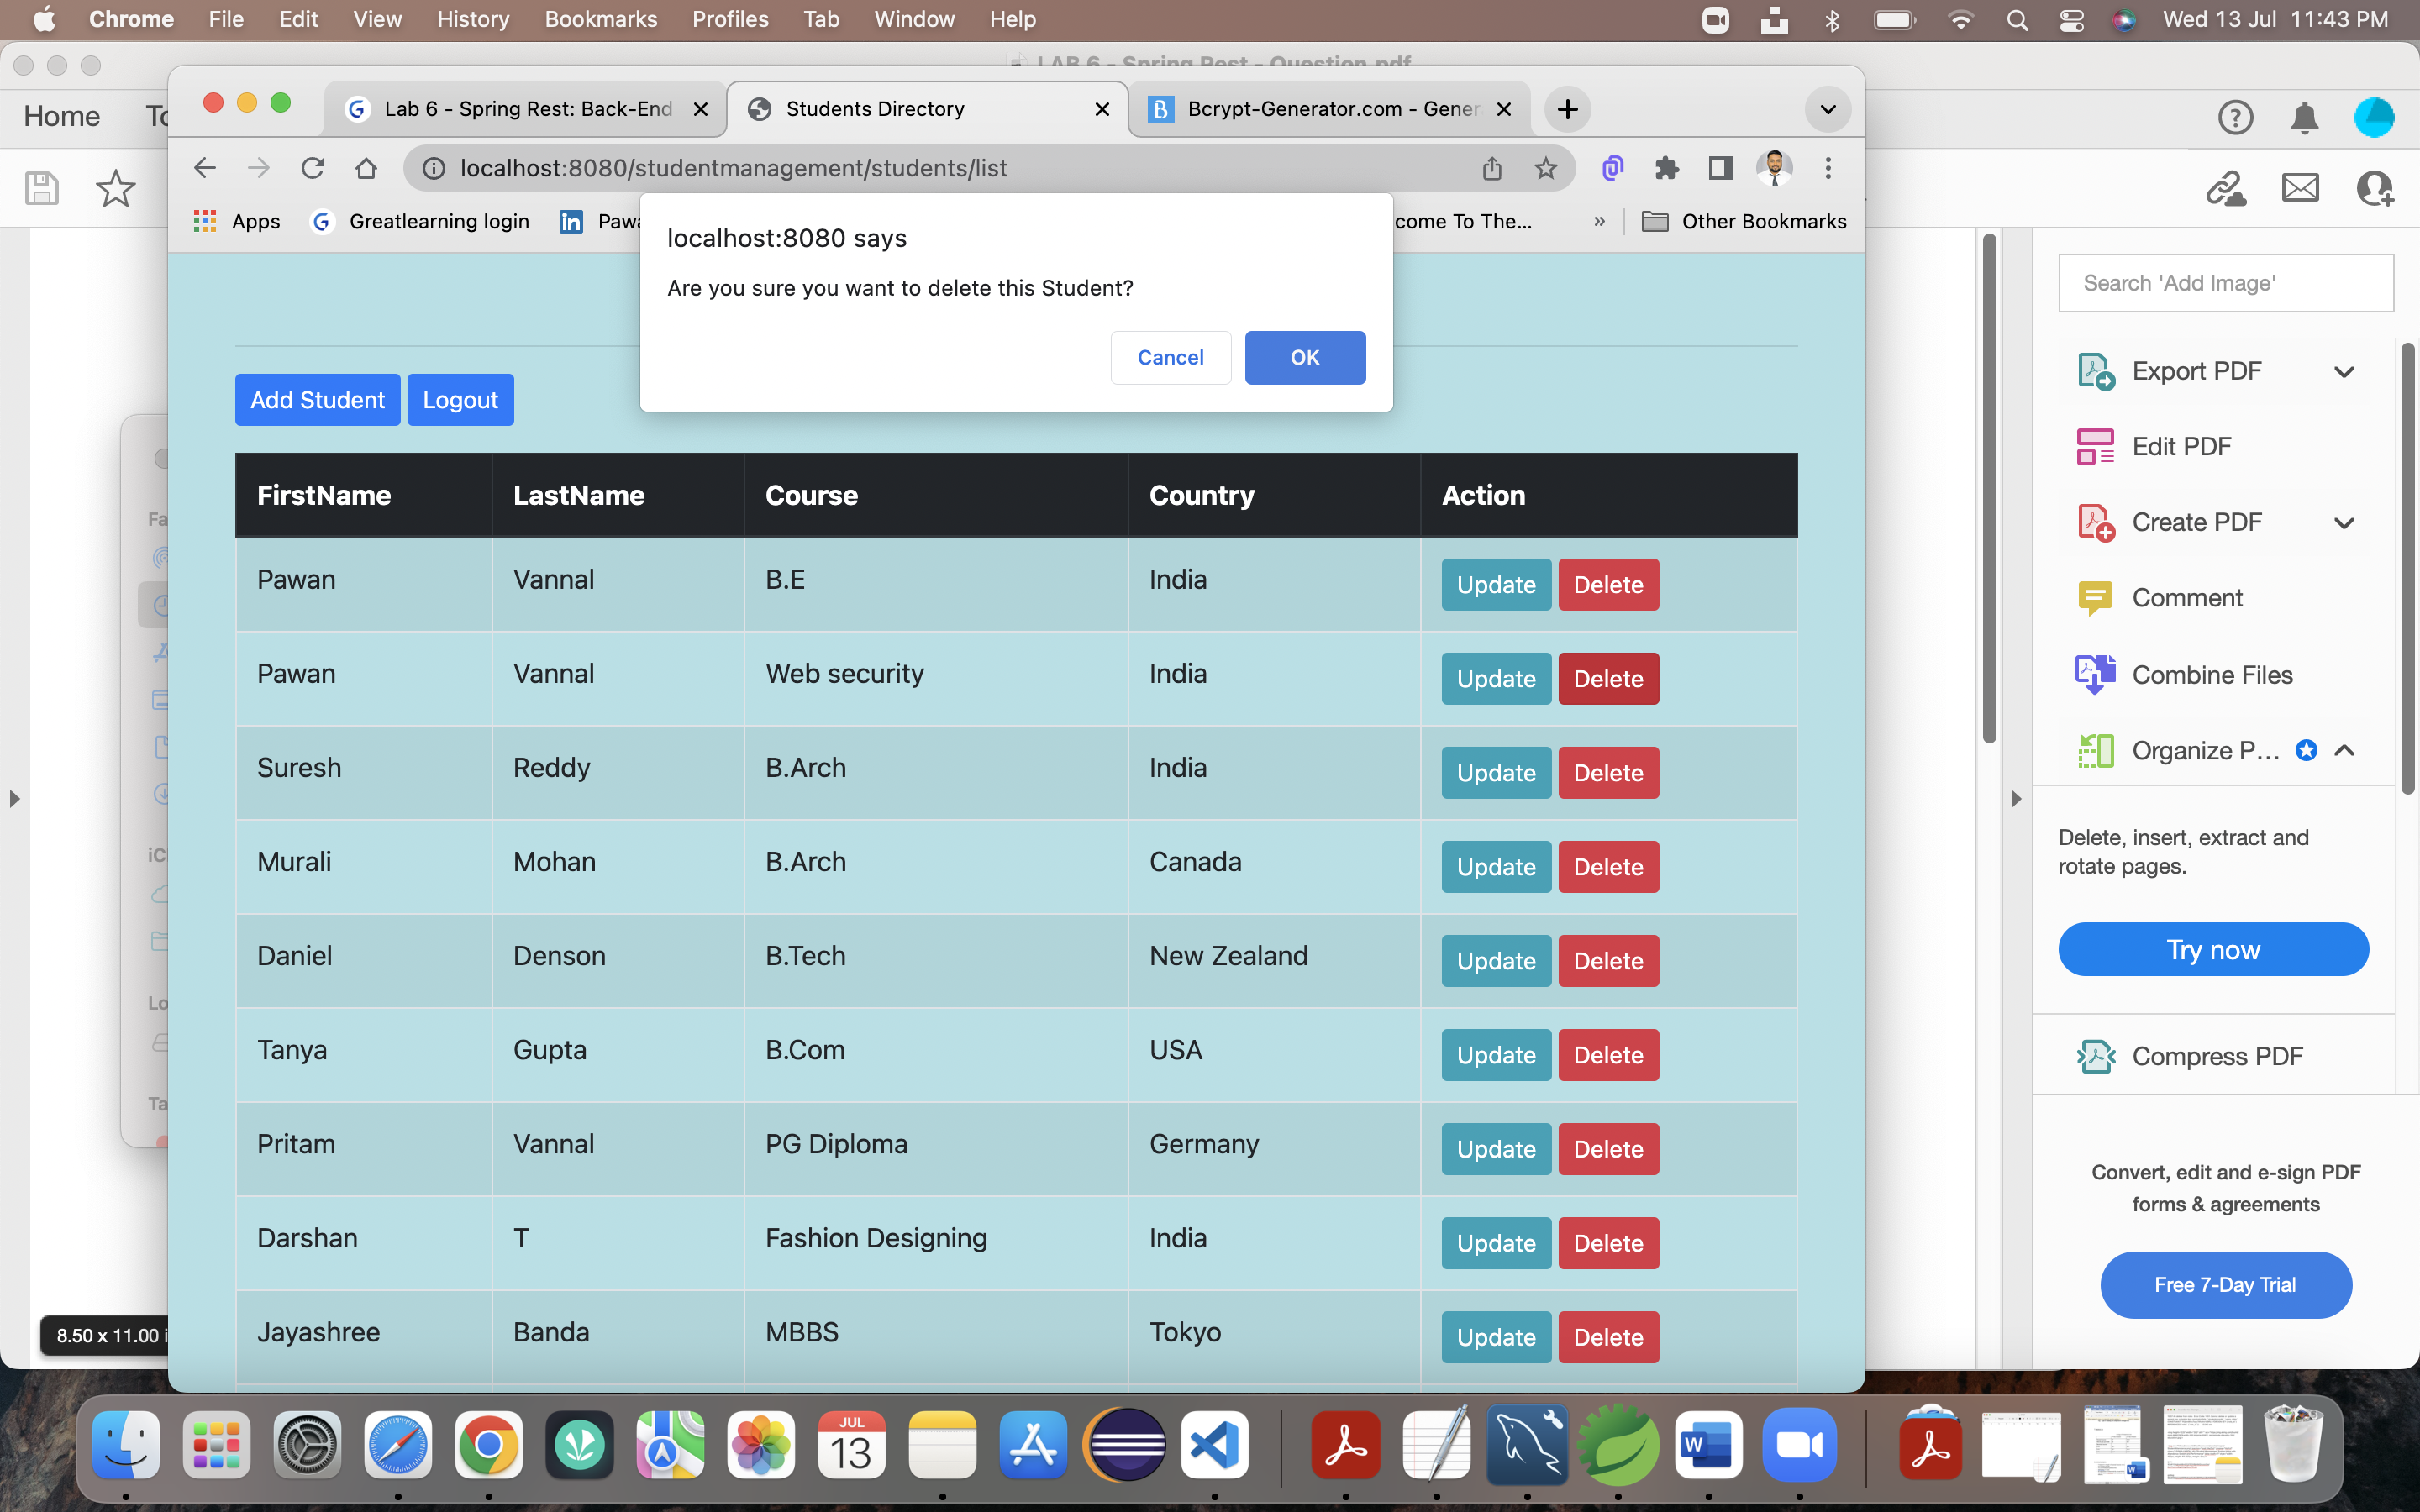 Chrome File Edit View History Bookmarks Profiles Tab Window Help Wed 13 Jul 11:43 PM
LAB 6 - Spring Rest - Question.pdf
Home
Lab 6 - Spring Rest: Back-End
Students Directory
Bcrypt-Generator.com - Gener
localhost:8080/studentmanagement/students/list
Apps Greatlearning login come To The... » Other Bookmarks
localhost:8080 says
Are you sure you want to delete this Student?
Cancel OK
Add Student Logout
FirstName LastName Course Country Action
Pawan Vannal B.E India Update Delete
Pawan Vannal Web security India Update Delete
Suresh Reddy B.Arch India Update Delete
Murali Mohan B.Arch Canada Update Delete
Daniel Denson B.Tech New Zealand Update Delete
Tanya Gupta B.Com USA Update Delete
Pritam Vannal PG Diploma Germany Update Delete
Darshan T Fashion Designing India Update Delete
Jayashree Banda MBBS Tokyo Update Delete
8.50 x 11.00 i
Search 'Add Image'
Export PDF
Edit PDF
Create PDF
Comment
Combine Files
Organize P...
Delete, insert, extract and
rotate pages.
Try now
Compress PDF
Convert, edit and e-sign PDF
forms & agreements
Free 7-Day Trial
JUL
13